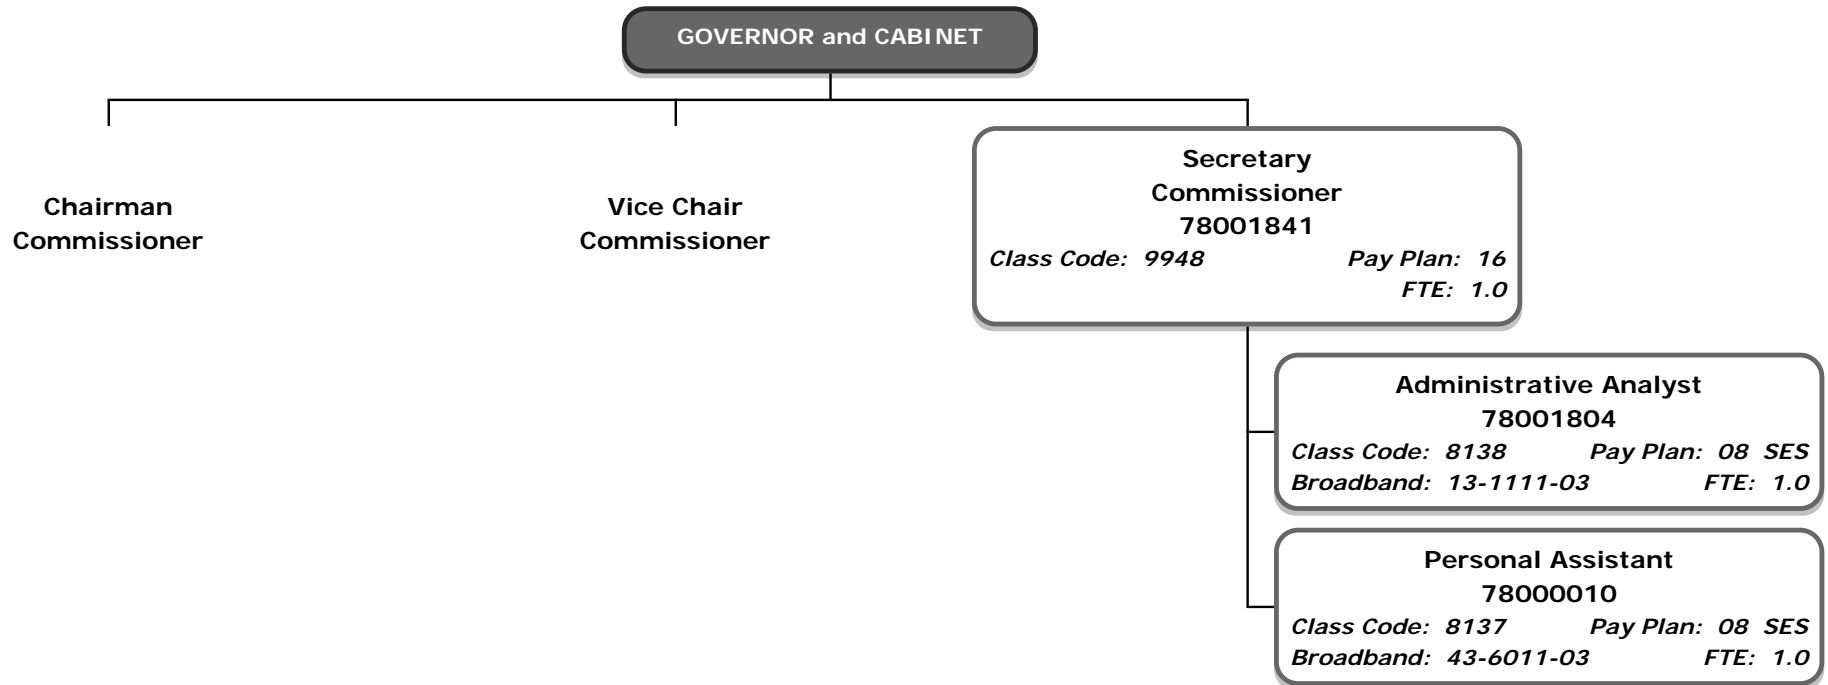 GOVERNOR and CABINET
Chairman
Commissioner
Vice Chair
Commissioner
Secretary
Commissioner
78001841
Class Code: 9948 Pay Plan: 16
FTE: 1.0
Administrative Analyst
78001804
Class Code: 8138 Pay Plan: 08 SES
Broadband: 13-1111-03 FTE: 1.0
Personal Assistant
78000010
Class Code: 8137 Pay Plan: 08 SES
Broadband: 43-6011-03 FTE: 1.0